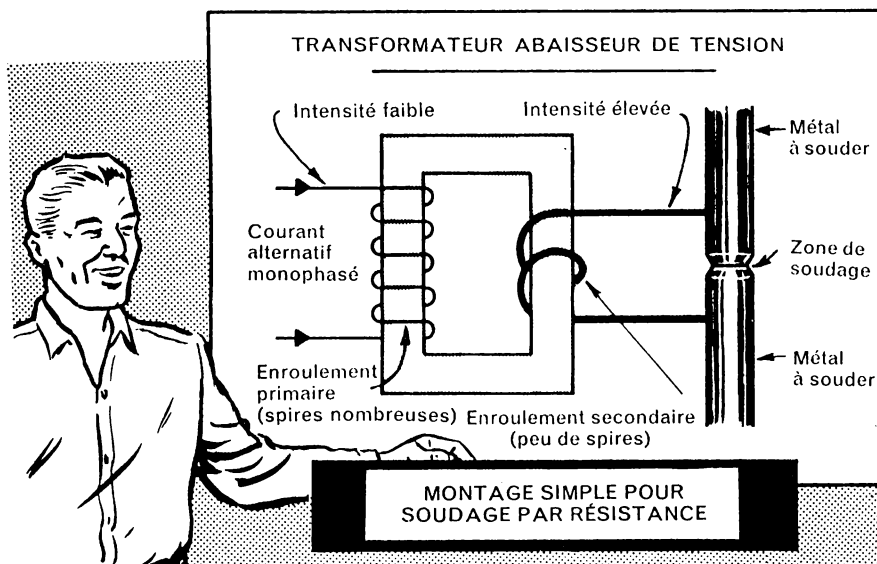 TRANSFORMATEUR ABAISSEUR DE TENSION
Intensité faible
Intensité élevée
Métal
à souder
Courant
alternatif
monophasé
Zone de
soudage
Enroulement
primaire
(spires nombreuses)
Métal
à souder
Enroulement secondaire
(peu de spires)
MONTAGE SIMPLE POUR
SOUDAGE PAR RÉSISTANCE